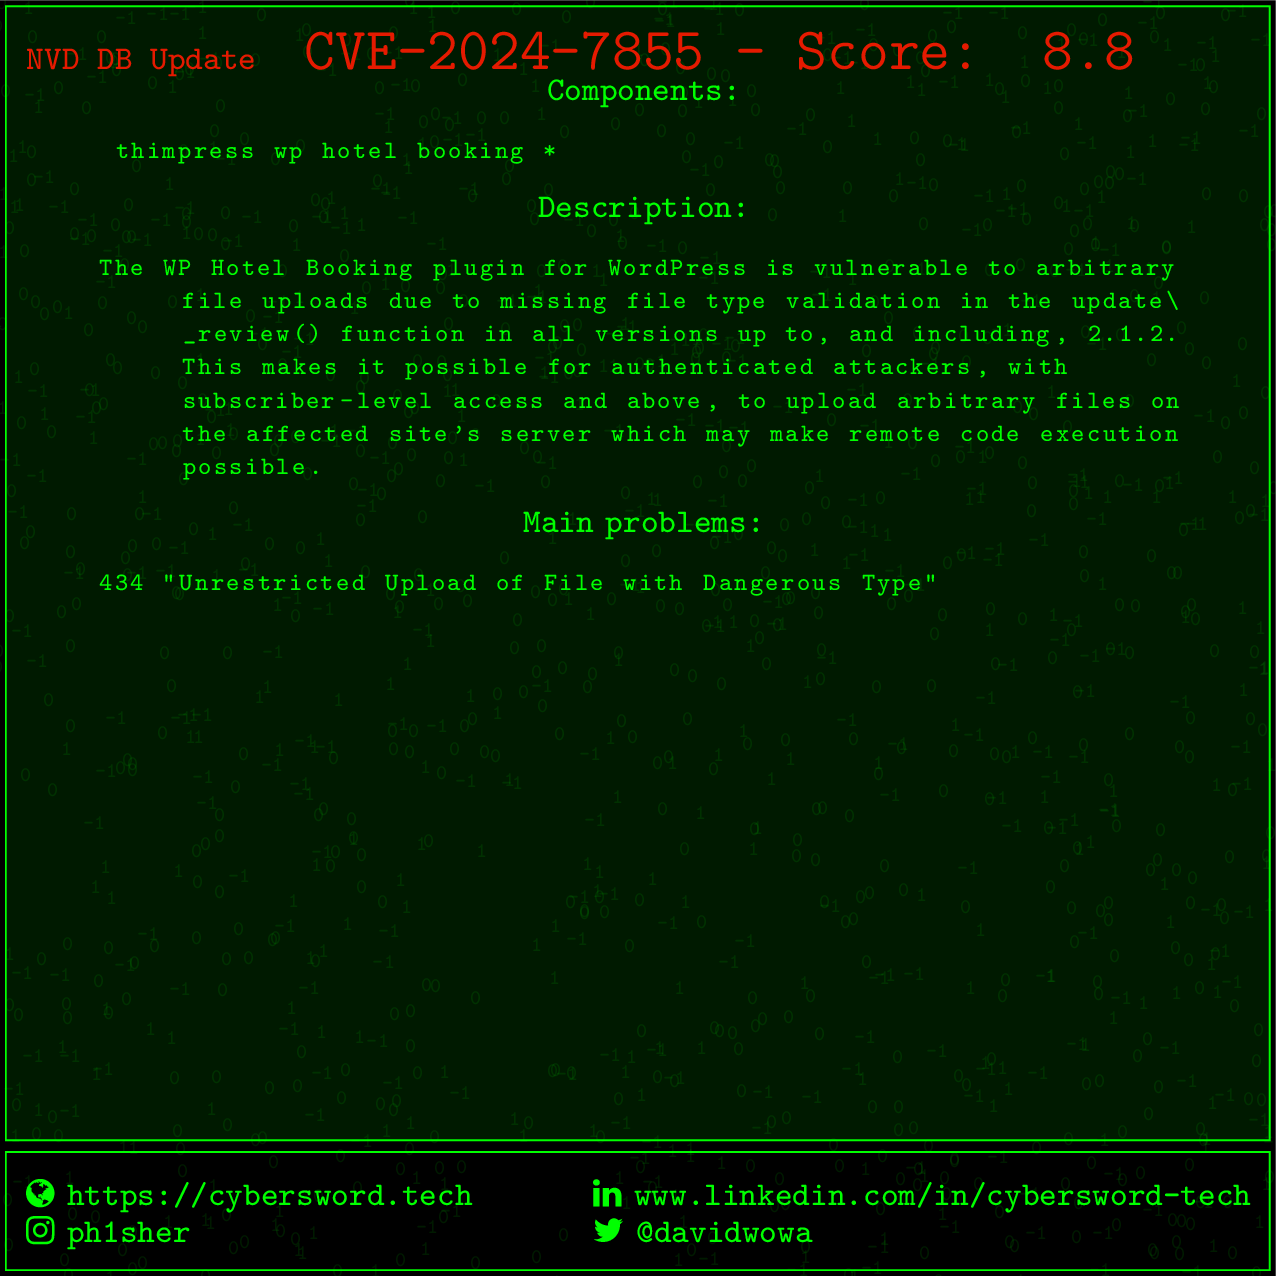 NVD DB Update CVE-2024-7855 - Score: 8.8
Components:
thimpress wp hotel booking *
Description:
The WP Hotel Booking plugin for WordPress is vulnerable to arbitrary
file uploads due to missing file type validation in the update\
_review() function in all versions up to, and including, 2.1.2.
This makes it possible for authenticated attackers, with
subscriber-level access and above, to upload arbitrary files on
the affected site's server which may make remote code execution
possible.
Main problems:
434 "Unrestricted Upload of File with Dangerous Type"
https://cybersword.tech
www.linkedin.com/in/cybersword-tech
ph1sher
@davidwowa